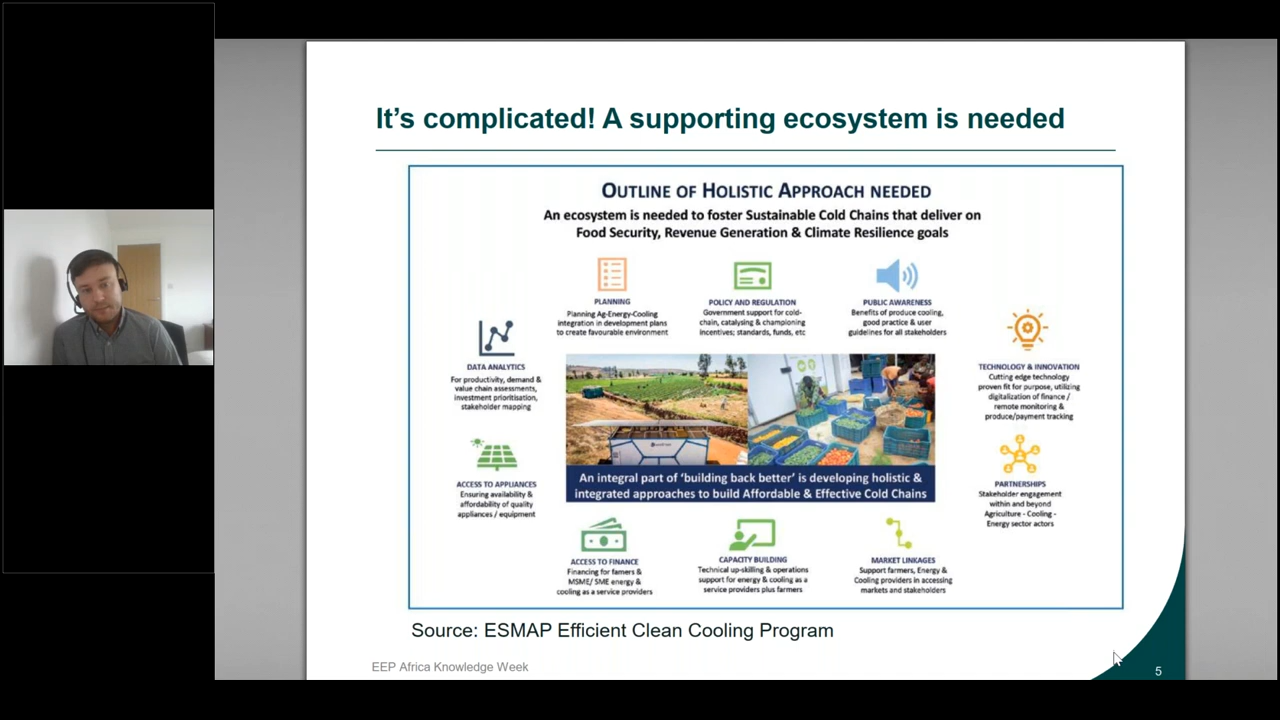 It's complicated! A supporting ecosystem is needed
OUTLINE OF HOLISTIC APPROACH NEEDED
An ecosystem is needed to foster Sustainable Cold Chains that deliver on
Food Security, Revenue Generation & Climate Resilience goals
PLANNING
Planning Ag-Energy-Cooling
integration in development plans
to create favourable environment
POLICY AND REGULATION
Government support for cold-
chain, catalysing & championing
incentives; standards, funds, etc
PUBLIC AWARENESS
Benefits of produce cooling,
good practice & user
guidelines for all stakeholders
DATA ANALYTICS
For productivity, demand &
value chain assessments,
investment prioritisation,
stakeholder mapping
TECHNOLOGY & INNOVATION
Cutting edge technology
proven fit for purpose, utilizing
digitalization of finance /
remote monitoring &
produce/payment tracking
ACCESS TO APPLIANCES
Ensuring availability &
affordability of quality
appliances / equipment
An integral part of 'building back better' is developing holistic &
integrated approaches to build Affordable & Effective Cold Chains
PARTNERSHIPS
Stakeholder engagement
within and beyond
Agriculture - Cooling -
Energy sector actors
ACCESS TO FINANCE
Financing for famers &
MSME/ SME energy &
cooling as a service providers
CAPACITY BUILDING
Technical up-skilling & operations
support for energy & cooling as a
service providers plus farmers
MARKET LINKAGES
Support farmers, Energy &
Cooling providers in accessing
markets and stakeholders
Source: ESMAP Efficient Clean Cooling Program
EEP Africa Knowledge Week
5